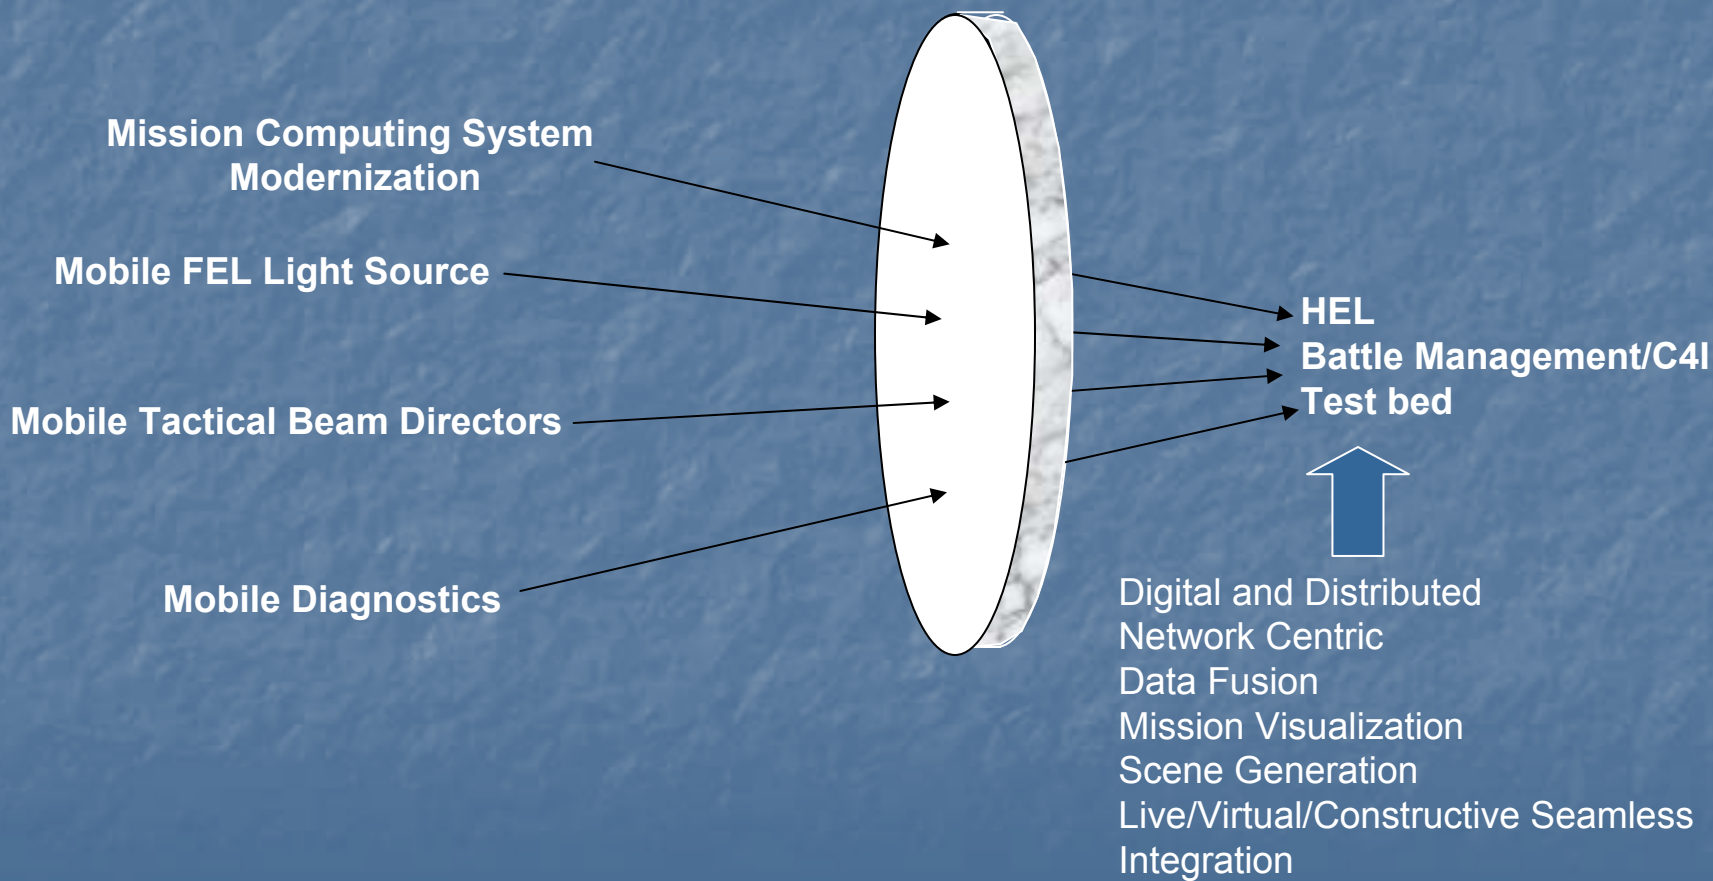 Mission Computing System
Modernization
Mobile FEL Light Source
Mobile Tactical Beam Directors
Mobile Diagnostics
HEL
Battle Management/C4I
Test bed
Digital and Distributed
Network Centric
Data Fusion
Mission Visualization
Scene Generation
Live/Virtual/Constructive Seamless
Integration